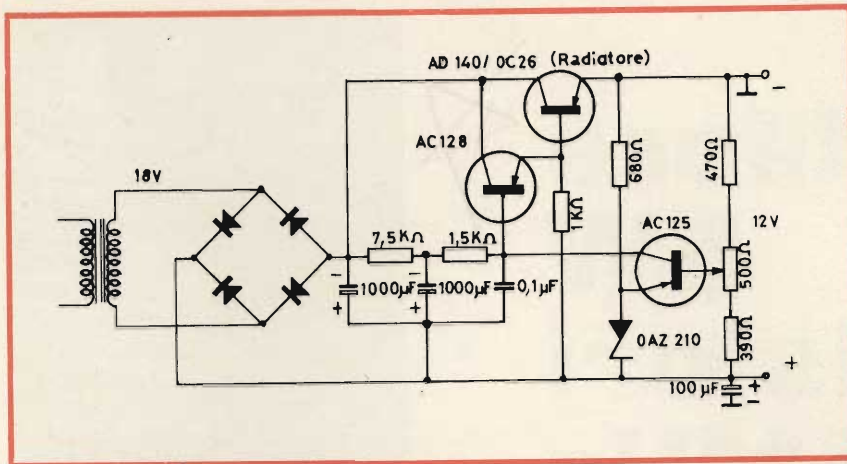 AD 140/ OC26 (Radiatore)
-
18V
AC128
680Ω
470Ω
1KΩ
AC125
12V
7,5KΩ
1,5KΩ
500Ω
-
1000μF
+
-
1000μF
+
0,1μF
OAZ 210
390Ω
+
100μF
+
-